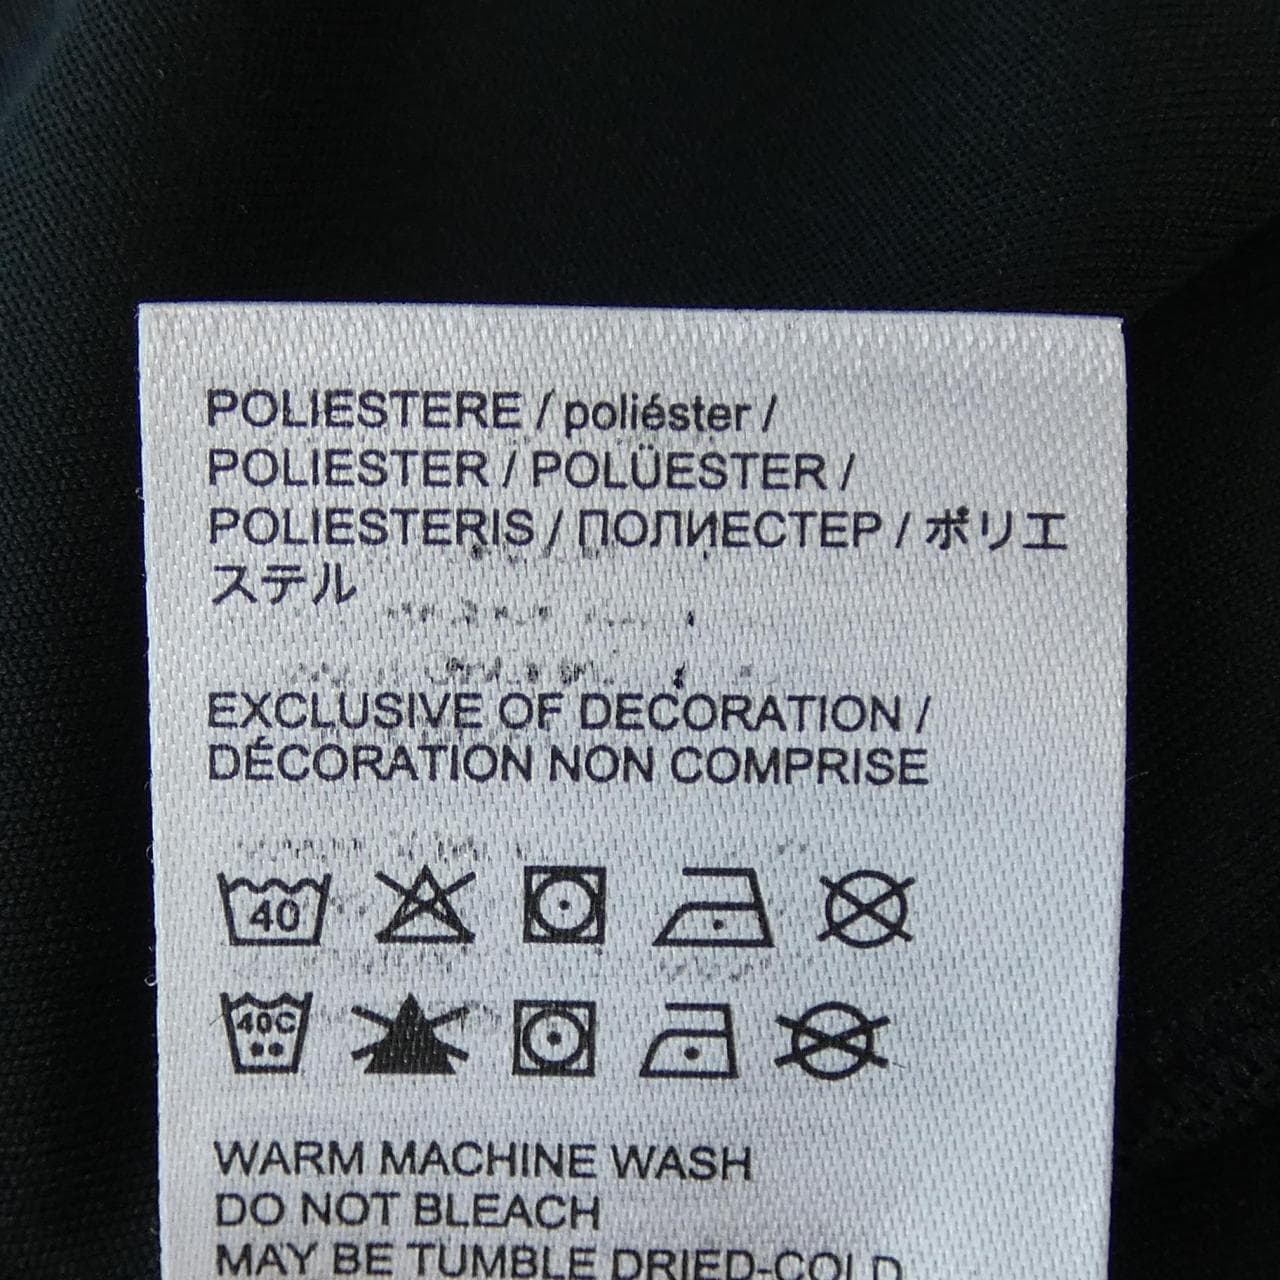 POLIESTERE / poliéster /
POLIESTER / POLÜESTER /
POLIESTERIS / ПОЛИЕСТЕР / ポリエ
ステル
EXCLUSIVE OF DECORATION /
DÉCORATION NON COMPRISE
40
40C
WARM MACHINE WASH
DO NOT BLEACH
MAY BE TUMBLE DRIED-COLD